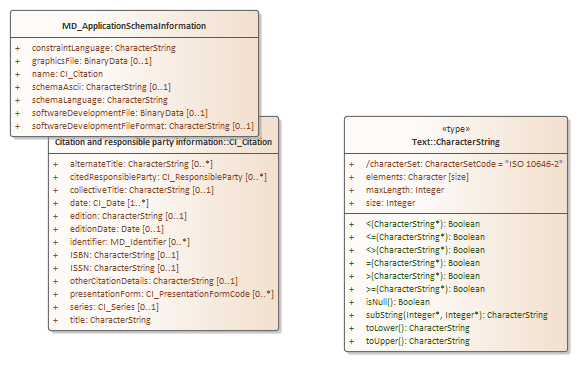 MD_ApplicationSchemaInformation
+ constraintLanguage: CharacterString
+ graphicsFile: BinaryData [0..1]
+ name: CI_Citation
+ schemaAscii: CharacterString [0..1]
+ schemaLanguage: CharacterString
+ softwareDevelopmentFile: BinaryData [0..1]
+ softwareDevelopmentFileFormat: CharacterString [0..1]
Citation and responsible party information::CI_Citation
+ alternateTitle: CharacterString [0..*]
+ citedResponsibleParty: CI_ResponsibleParty [0..*]
+ collectiveTitle: CharacterString [0..1]
+ date: CI_Date [1..*]
+ edition: CharacterString [0..1]
+ editionDate: Date [0..1]
+ identifier: MD_Identifier [0..*]
+ ISBN: CharacterString [0..1]
+ ISSN: CharacterString [0..1]
+ otherCitationDetails: CharacterString [0..1]
+ presentationForm: CI_PresentationFormCode [0..*]
+ series: CI_Series [0..1]
+ title: CharacterString
«type»
Text::CharacterString
+ /characterSet: CharacterSetCode = "ISO 10646-2"
+ elements: Character [size]
+ maxLength: Integer
+ size: Integer
+ <(CharacterString*): Boolean
+ <=(CharacterString*): Boolean
+ <>(CharacterString*): Boolean
+ =(CharacterString*): Boolean
+ >(CharacterString*): Boolean
+ >=(CharacterString*): Boolean
+ isNull(): Boolean
+ subString(Integer*, Integer*): CharacterString
+ toLower(): CharacterString
+ toUpper(): CharacterString